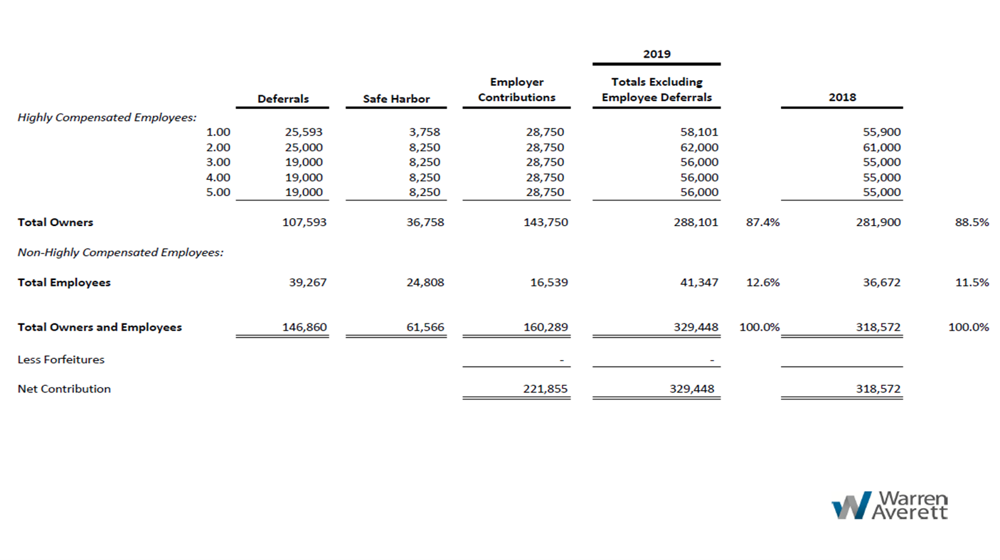 2019
Employer Totals Excluding
Deferrals Safe Harbor Contributions Employee Deferrals 2018
Highly Compensated Employees:
1.00 25,593 3,758 28,750 58,101 55,900
2.00 25,000 8,250 28,750 62,000 61,000
3.00 19,000 8,250 28,750 56,000 55,000
4.00 19,000 8,250 28,750 56,000 55,000
5.00 19,000 8,250 28,750 56,000 55,000
Total Owners 107,593 36,758 143,750 288,101 87.4% 281,900 88.5%
Non-Highly Compensated Employees:
Total Employees 39,267 24,808 16,539 41,347 12.6% 36,672 11.5%
Total Owners and Employees 146,860 61,566 160,289 329,448 100.0% 318,572 100.0%
Less Forfeitures - -
Net Contribution 221,855 329,448 318,572
Warren
Averett